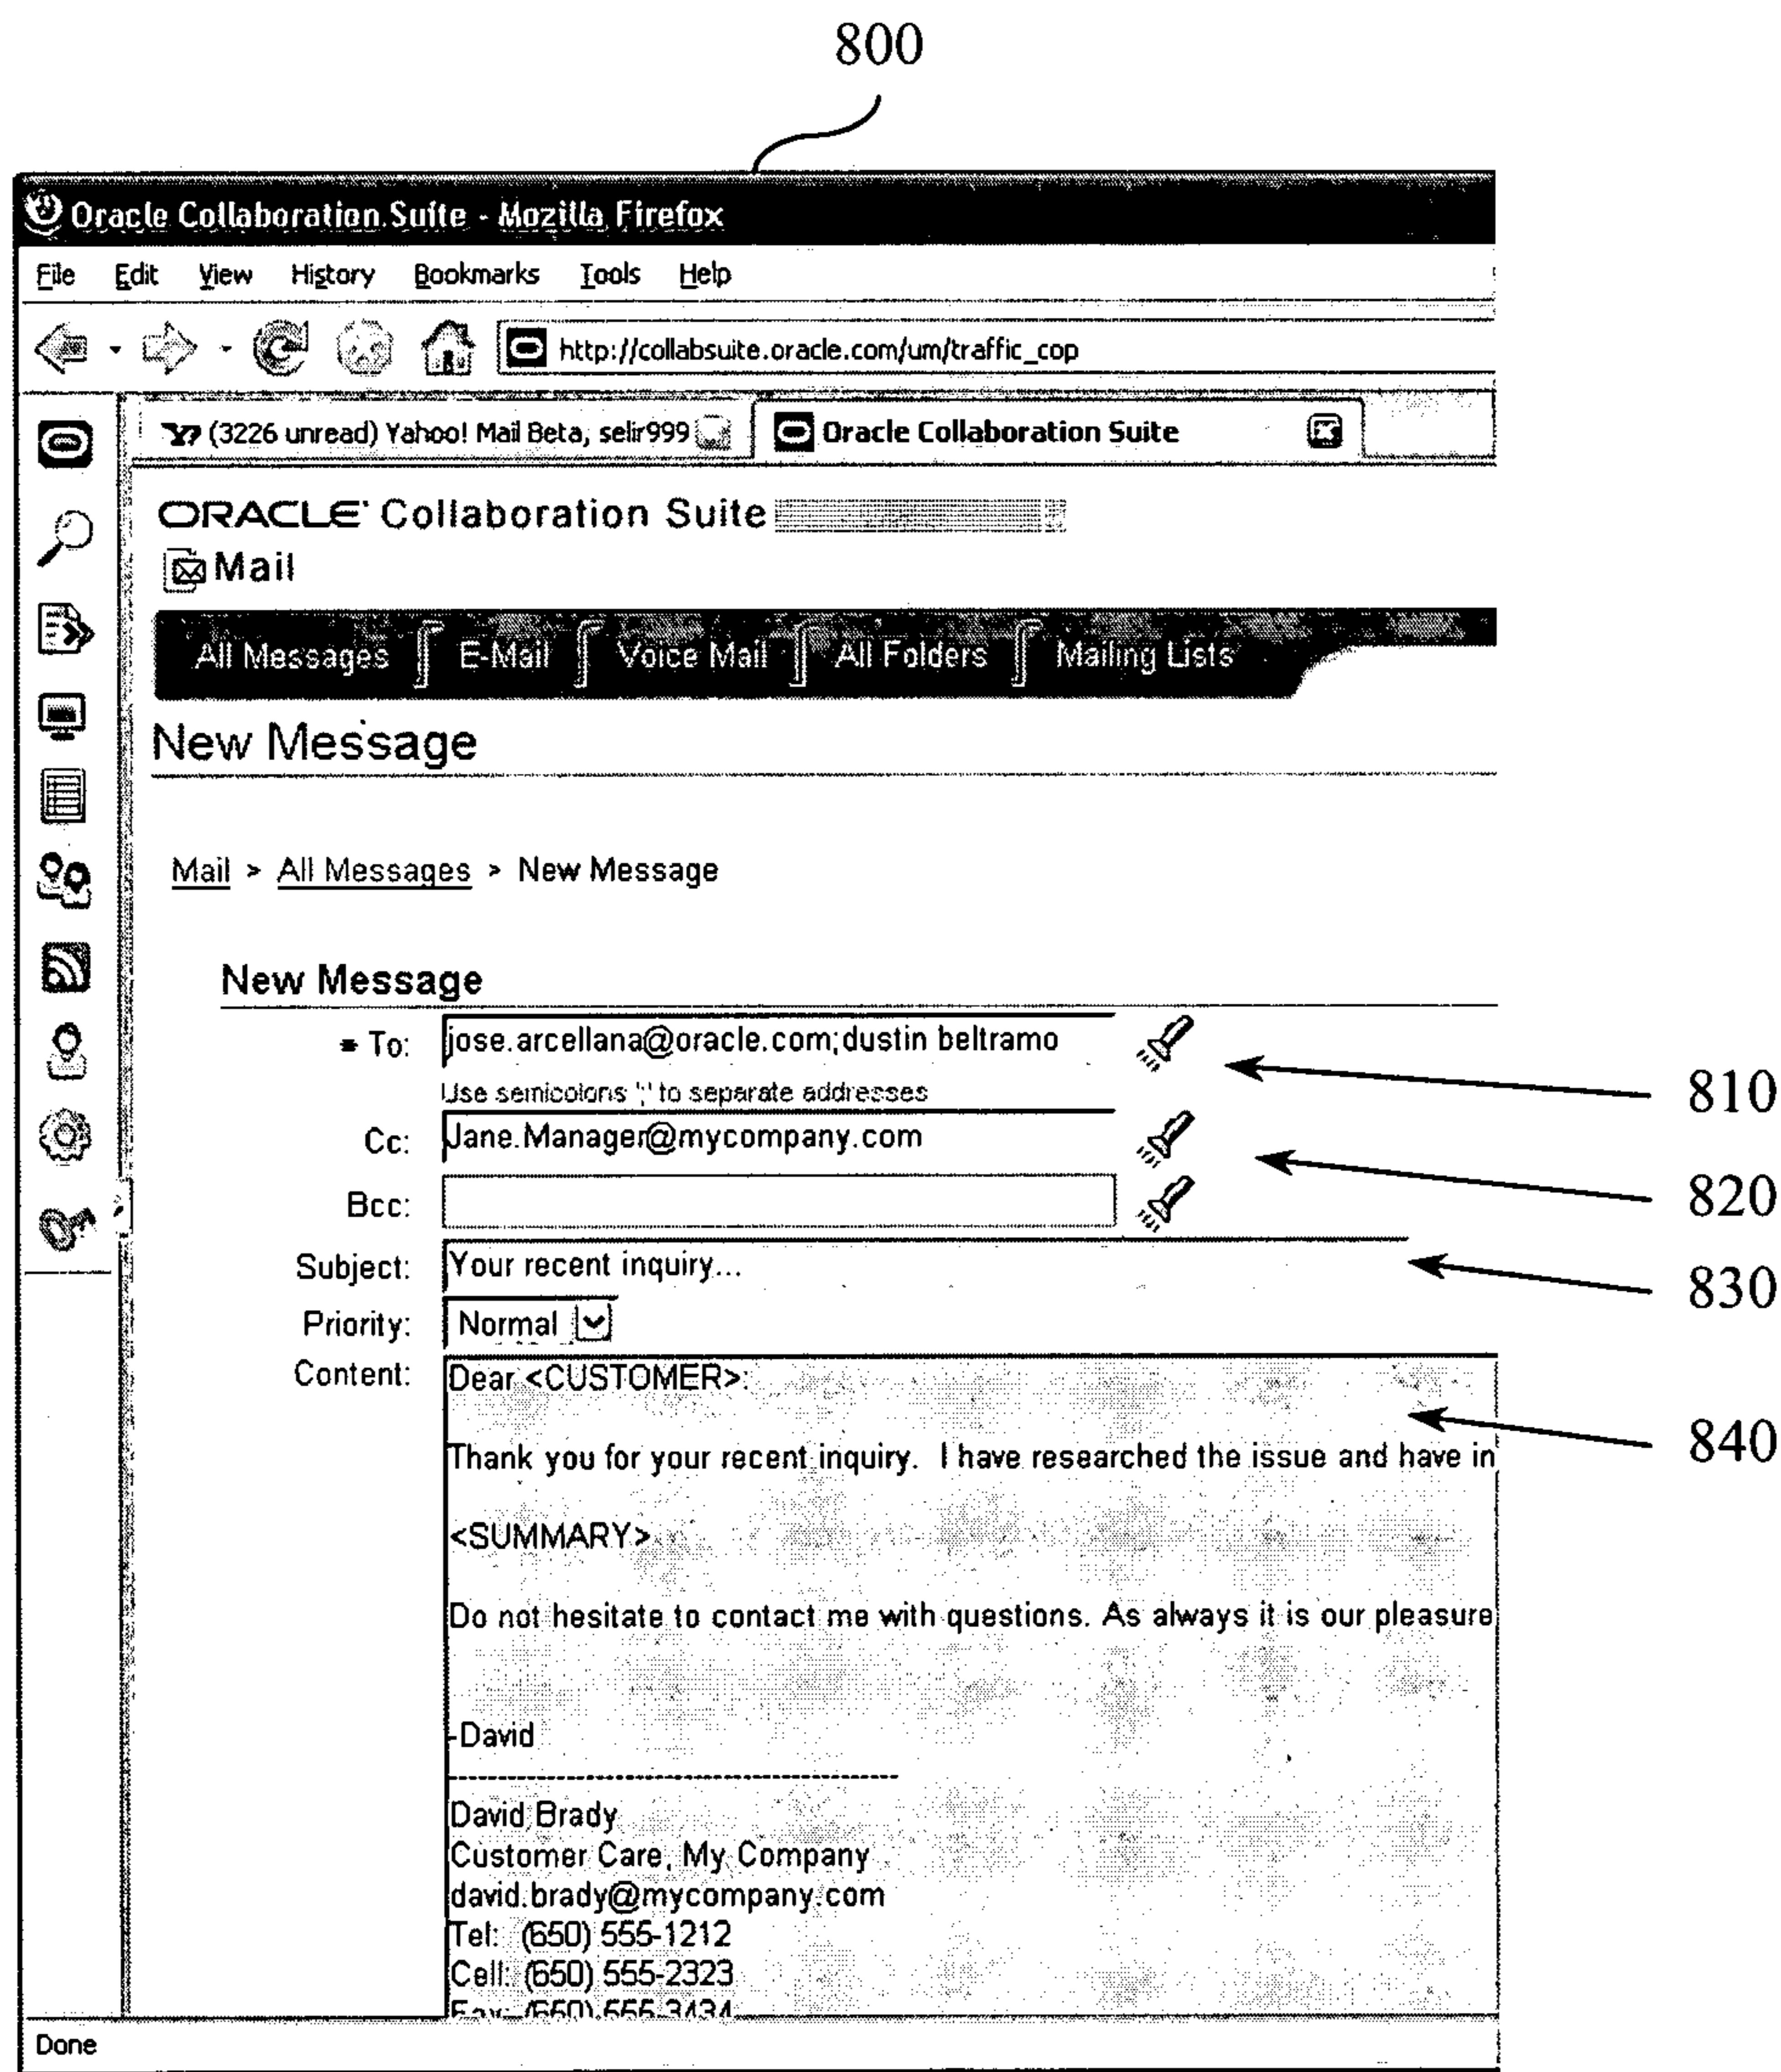 800
Oracle Collaboration Suite - Mozilla Firefox
File Edit View History Bookmarks Tools Help
http://collabsuite.oracle.com/um/traffic_cop
Y? (3226 unread) Yahoo! Mail Beta, selir999 Oracle Collaboration Suite
ORACLE Collaboration Suite
Mail
All Messages E-Mail Voice Mail All Folders Mailing Lists
New Message
Mail > All Messages > New Message
New Message
* To: jose.arcellana@oracle.com;dustin beltramo
810
Use semicolons ';' to separate addresses
Cc: Jane.Manager@mycompany.com
820
Bcc:
Subject: Your recent inquiry...
830
Priority: Normal
Content: Dear <CUSTOMER>:
840
Thank you for your recent inquiry. I have researched the issue and have in
<SUMMARY>
Do not hesitate to contact me with questions. As always it is our pleasure
-David
--------------------------------------------
David Brady
Customer Care, My Company
david.brady@mycompany.com
Tel: (650) 555-1212
Cell: (650) 555-2323
Fax: (650) 555-3434
Done